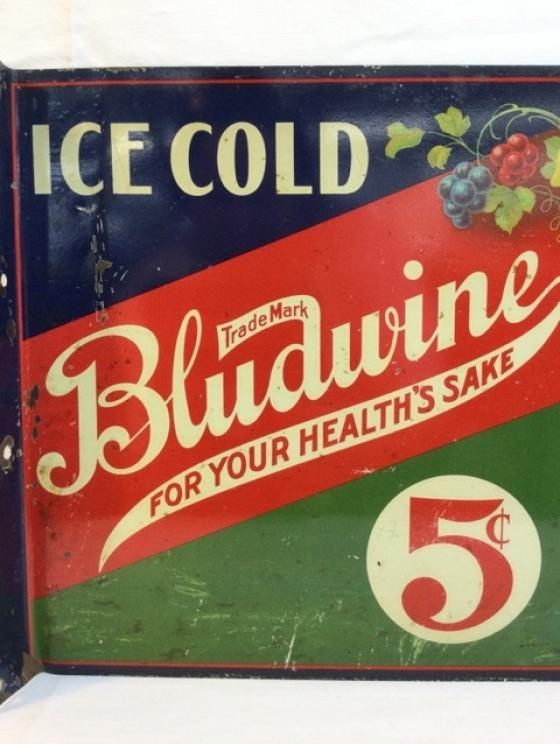 ICE COLD
Trade Mark
Bludwine
FOR YOUR HEALTH'S SAKE
5¢